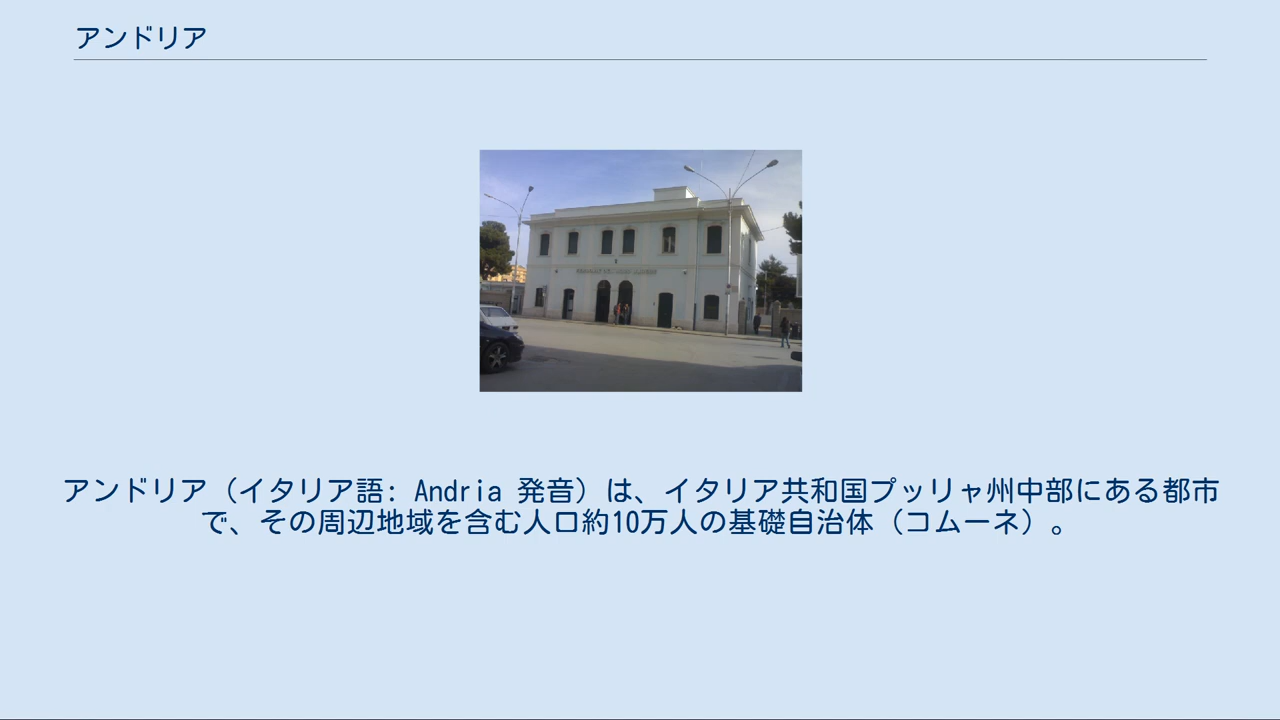 アンドリア
アンドリア（イタリア語: Andria 発音）は、イタリア共和国プッリャ州中部にある都市
で、その周辺地域を含む人口約10万人の基礎自治体（コムーネ）。